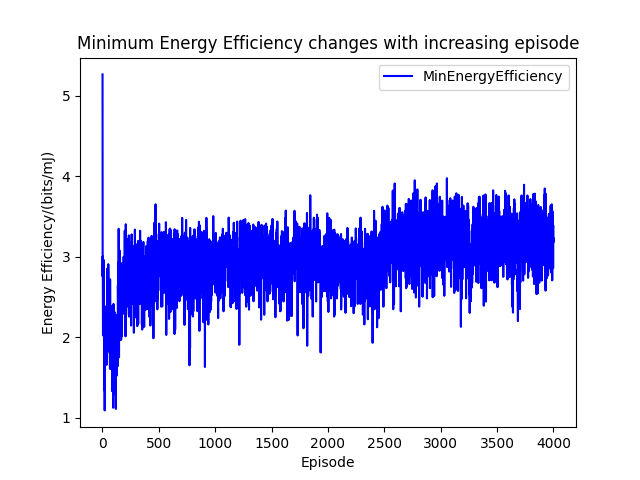 Minimum Energy Efficiency changes with increasing episode
MinEnergyEfficiency
Energy Efficiency/(bits/mJ)
5
4
3
2
1
0 500 1000 1500 2000 2500 3000 3500 4000
Episode